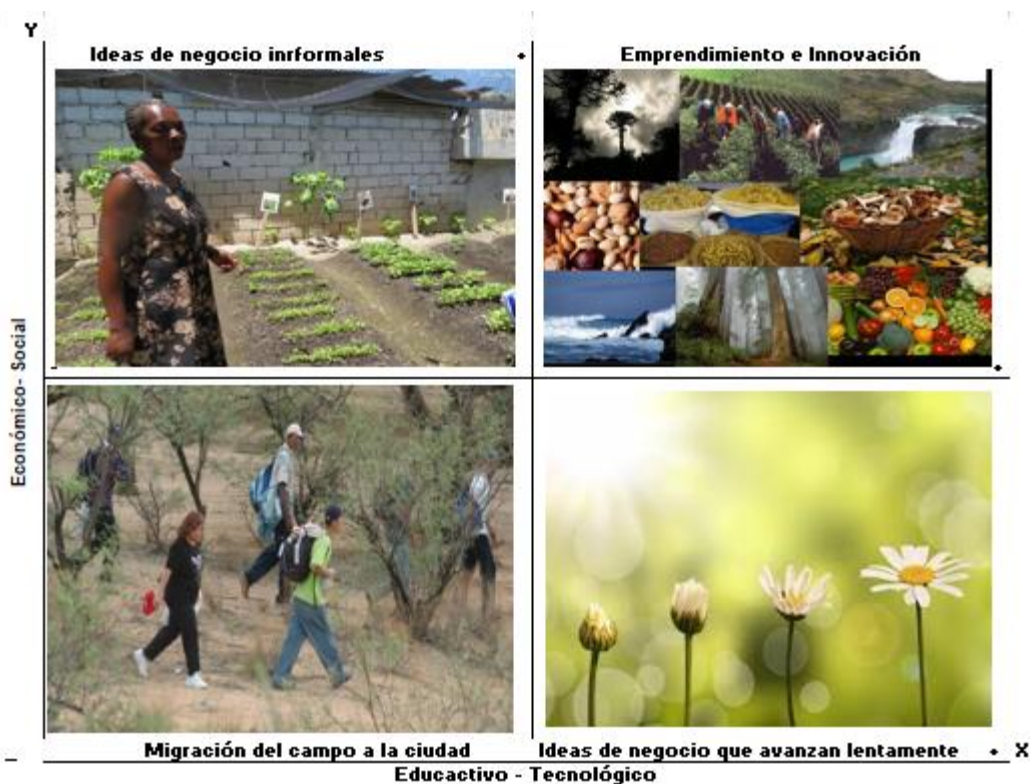 Y
Ideas de negocio inrformales
Emprendimiento e Innovación
Económico- Social
Migración del campo a la ciudad
Ideas de negocio que avanzan lentamente
X
Educactivo - Tecnológico